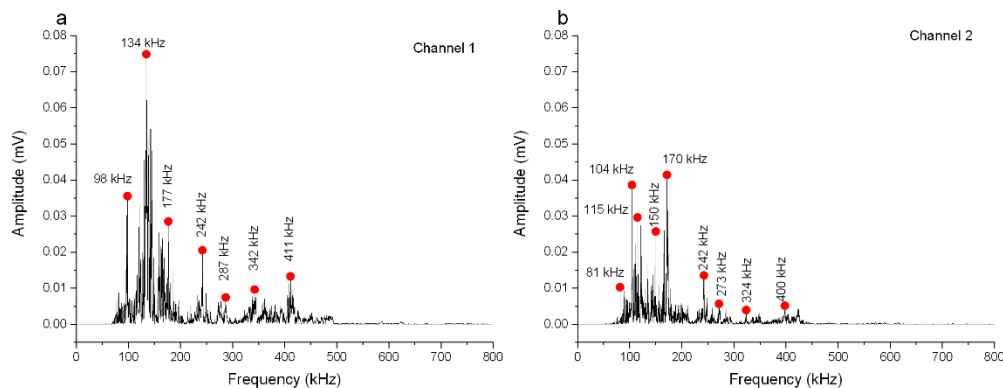 a
Channel 1
134 kHz
98 kHz
177 kHz
242 kHz
287 kHz
342 kHz
411 kHz
Amplitude (mV)
0.08
0.07
0.06
0.05
0.04
0.03
0.02
0.01
0.00
0 100 200 300 400 500 600 700 800
Frequency (kHz)
b
Channel 2
104 kHz
170 kHz
115 kHz
150 kHz
81 kHz
242 kHz
273 kHz
324 kHz
400 kHz
Amplitude (mV)
0.08
0.07
0.06
0.05
0.04
0.03
0.02
0.01
0.00
0 100 200 300 400 500 600 700 800
Frequency (kHz)